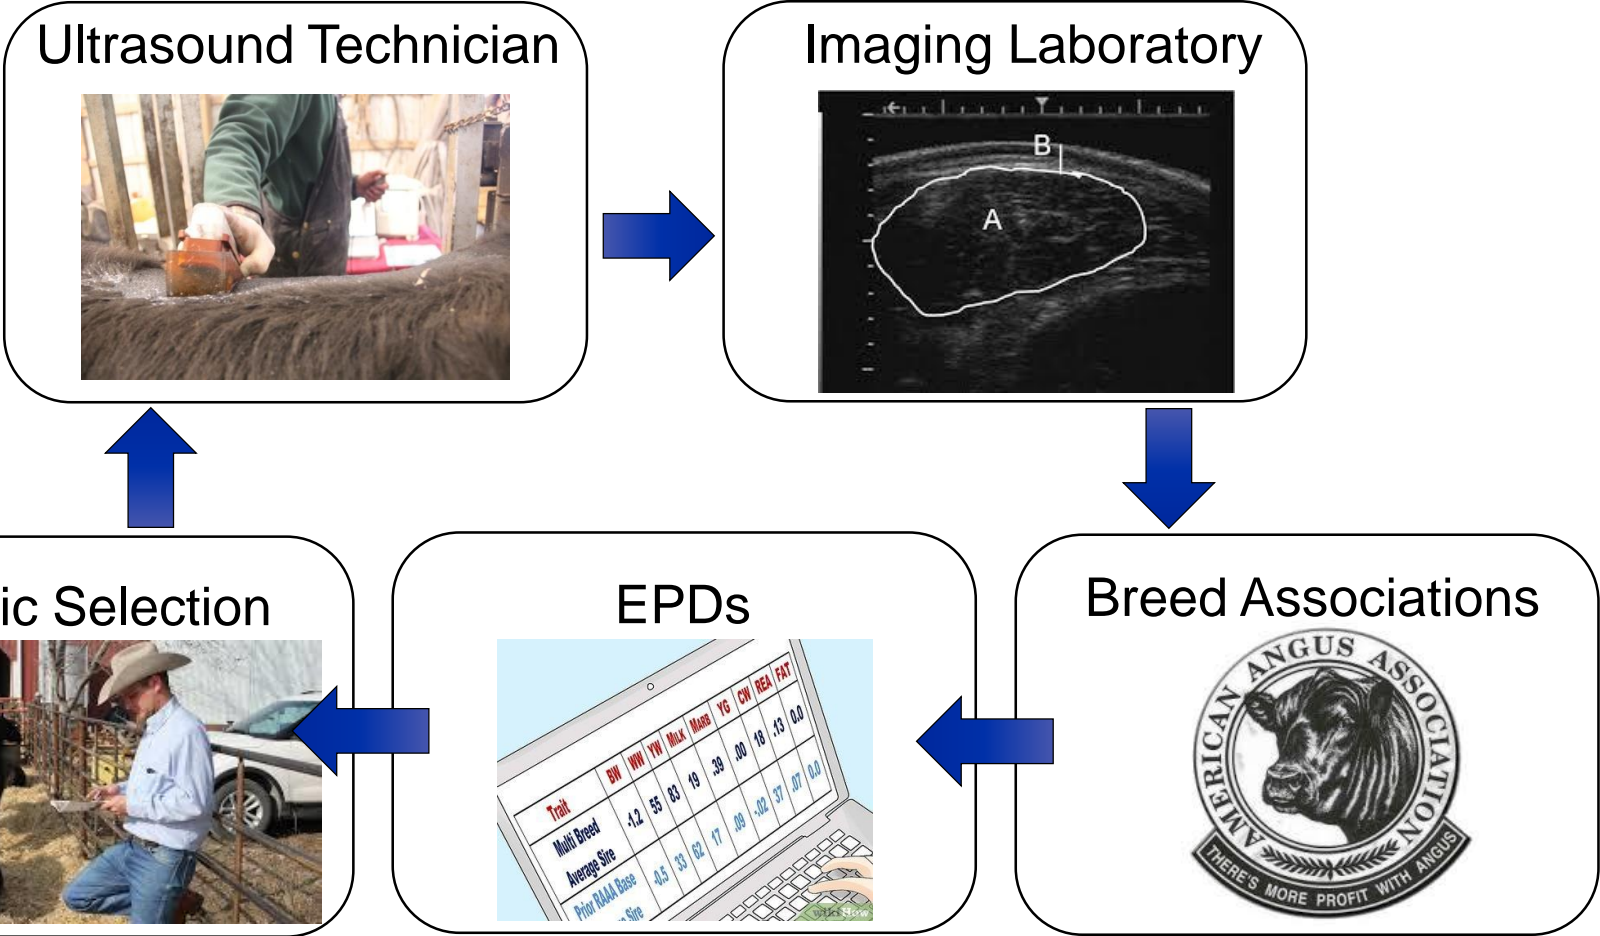 Ultrasound Technician
Imaging Laboratory
B
A
ic Selection
EPDs
Trait BW WW YW MILK MARB YG CW REA FAT
Multi Breed
Average Sire -1.2 55 83 19 .39 .00 18 .13 0.0
Prior RAAA Base
Sire -0.5 33 62 17 .09 -.02 37 .07 0.0
wikiHow
Breed Associations
AMERICAN ANGUS ASSOCIATION
THERE'S MORE PROFIT WITH ANGUS